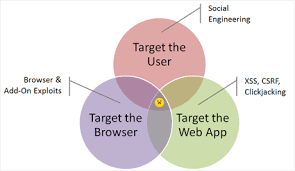 Social
Engineering
Target the
User
Browser &
Add-On Exploits
XSS, CSRF,
Clickjacking
Target the
Browser
Target the
Web App